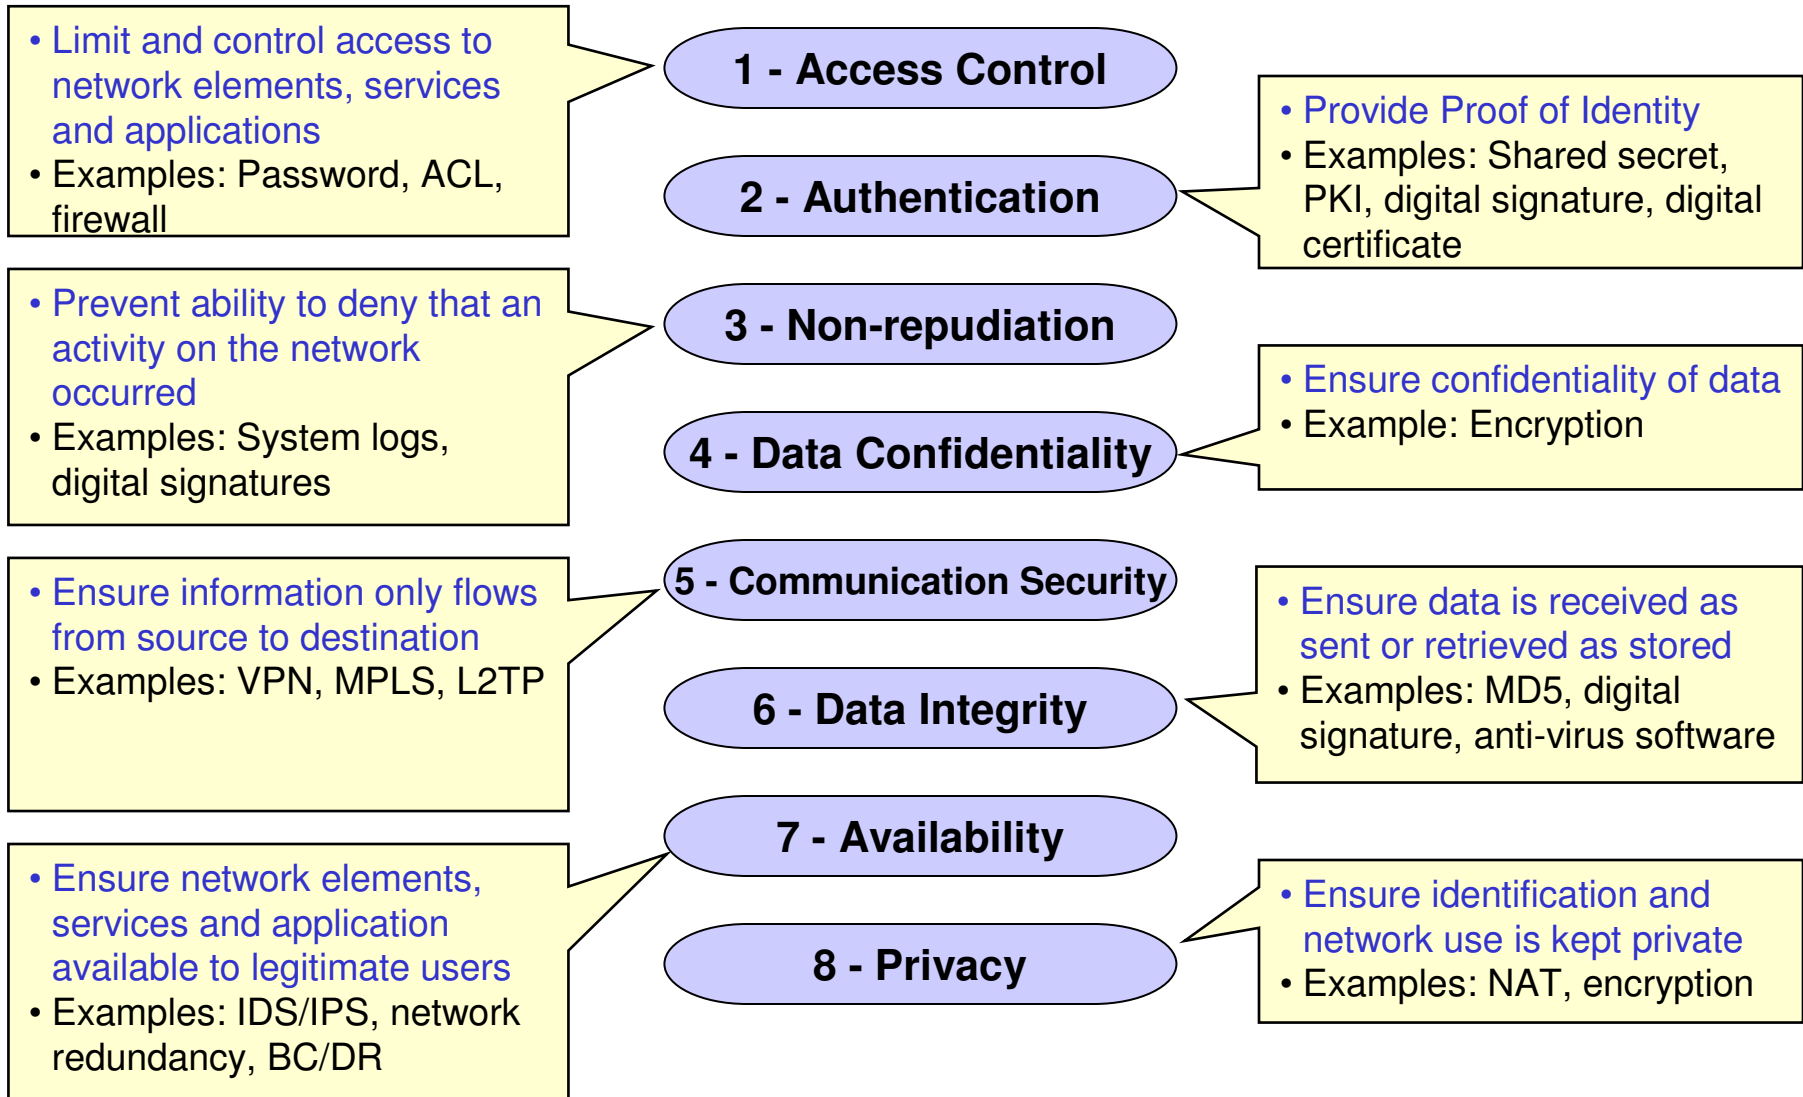 • Limit and control access to
network elements, services
and applications
• Examples: Password, ACL,
firewall
1 - Access Control
• Provide Proof of Identity
• Examples: Shared secret,
PKI, digital signature, digital
certificate
2 - Authentication
• Prevent ability to deny that an
activity on the network
occurred
• Examples: System logs,
digital signatures
3 - Non-repudiation
• Ensure confidentiality of data
• Example: Encryption
4 - Data Confidentiality
• Ensure information only flows
from source to destination
• Examples: VPN, MPLS, L2TP
5 - Communication Security
• Ensure data is received as
sent or retrieved as stored
• Examples: MD5, digital
signature, anti-virus software
6 - Data Integrity
• Ensure network elements,
services and application
available to legitimate users
• Examples: IDS/IPS, network
redundancy, BC/DR
7 - Availability
• Ensure identification and
network use is kept private
• Examples: NAT, encryption
8 - Privacy